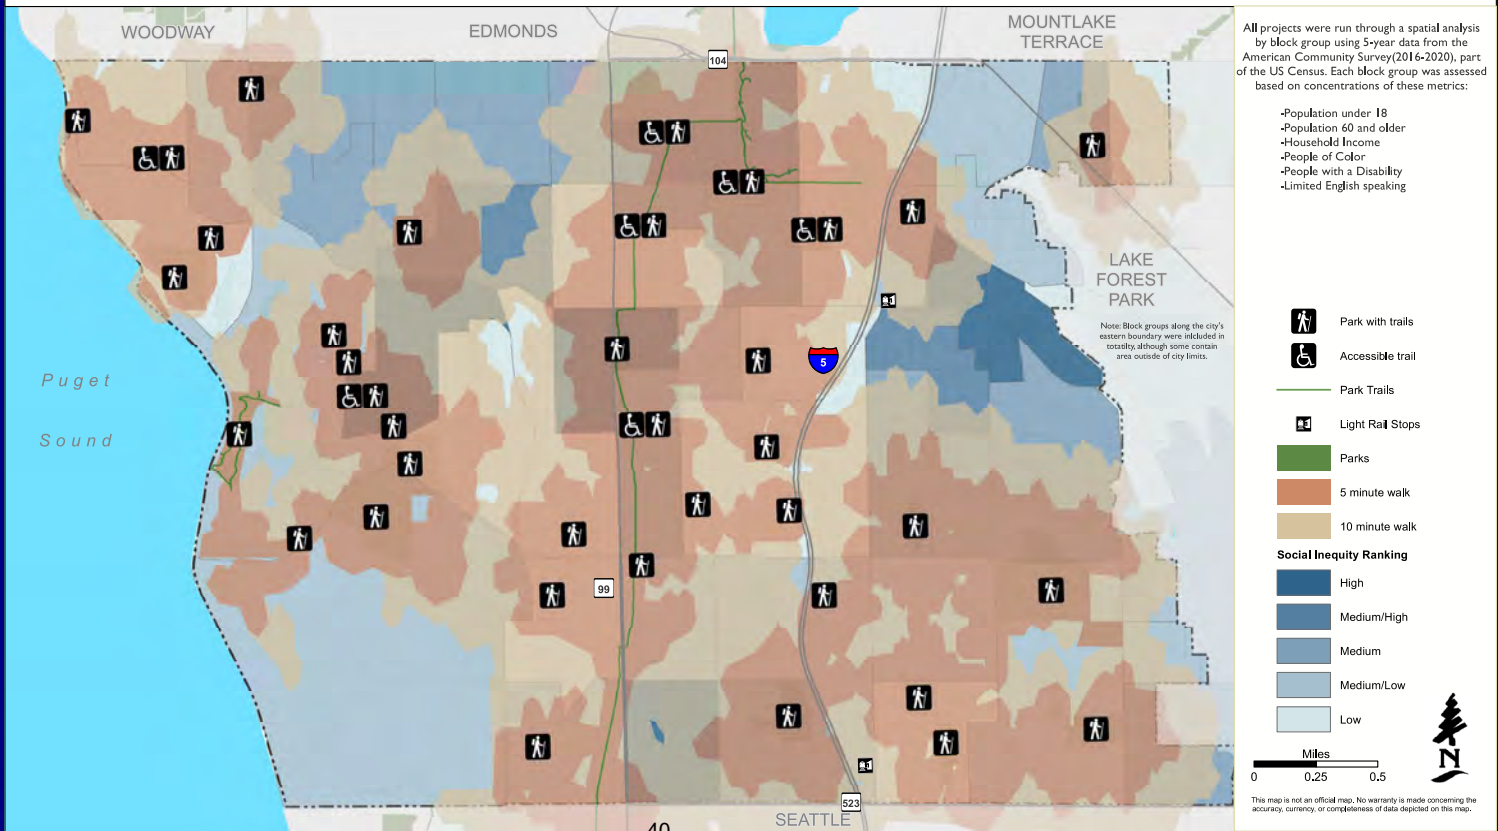 WOODWAY
EDMONDS
MOUNTLAKE
TERRACE
104
LAKE
FOREST
PARK
Note: Block groups along the city's
eastern boundary were inlcluded in
totatilty, although some contain
area outisde of city limits.
5
Puget
Sound
99
523
SEATTLE
40
All projects were run through a spatial analysis
by block group using 5-year data from the
American Community Survey(2016-2020), part
of the US Census. Each block group was assessed
based on concentrations of these metrics:
-Population under 18
-Population 60 and older
-Household Income
-People of Color
-People with a Disability
-Limited English speaking
Park with trails
Accessible trail
Park Trails
Light Rail Stops
Parks
5 minute walk
10 minute walk
Social Inequity Ranking
High
Medium/High
Medium
Medium/Low
Low
Miles
0 0.25 0.5
N
This map is not an official map. No warranty is made concerning the
accuracy, currency, or completeness of data depicted on this map.